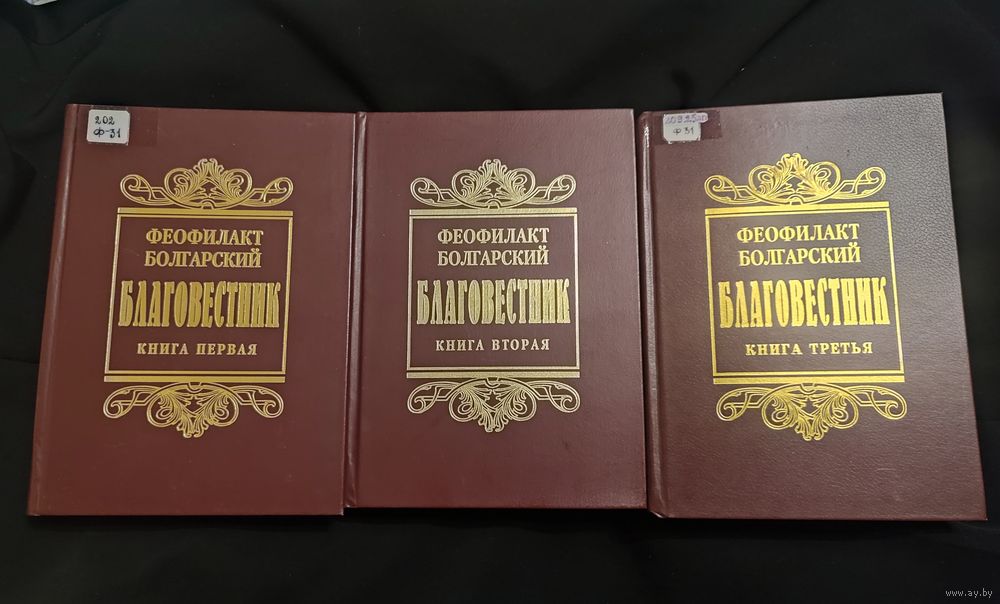 202
Ф-31
ФЕОФИЛАКТ
БОЛГАРСКИЙ
БЛАГОВЕСТНИК
КНИГА ПЕРВАЯ
ФЕОФИЛАКТ
БОЛГАРСКИЙ
БЛАГОВЕСТНИК
КНИГА ВТОРАЯ
Ф 31
ФЕОФИЛАКТ
БОЛГАРСКИЙ
БЛАГОВЕСТНИК
КНИГА ТРЕТЬЯ
www.ay.by